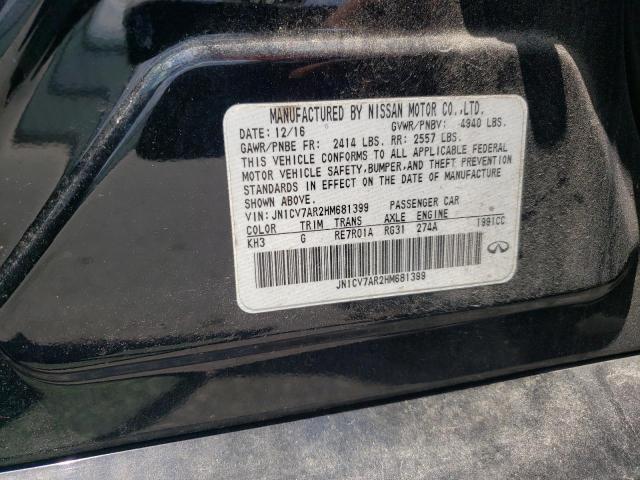 MANUFACTURED BY NISSAN MOTOR CO.,LTD.
DATE: 12/16 GVWR/PNBV: 4940 LBS.
GAWR/PNBE FR: 2414 LBS. RR: 2557 LBS.
THIS VEHICLE CONFORMS TO ALL APPLICABLE FEDERAL
MOTOR VEHICLE SAFETY,BUMPER,AND THEFT PREVENTION
STANDARDS IN EFFECT ON THE DATE OF MANUFACTURE
SHOWN ABOVE.
VIN: JN1CV7AR2HM681399 PASSENGER CAR
COLOR TRIM TRANS AXLE ENGINE
KH3 G RE7R01A RG31 274A 1991CC
JN1CV7AR2HM681399